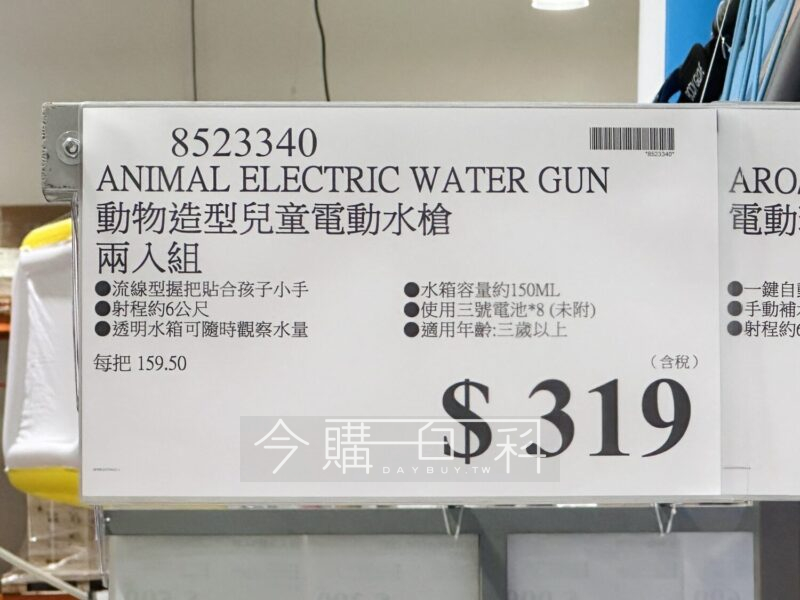 8523340
*8523340*
ANIMAL ELECTRIC WATER GUN
動物造型兒童電動水槍
兩入組
●流線型握把貼合孩子小手
●射程約6公尺
●透明水箱可隨時觀察水量
●水箱容量約150ML
●使用三號電池*8 (未附)
●適用年齡:三歲以上
每把 159.50
(含稅)
$ 319
今購百科
DAYBUY.TW
ARO
電動
●一鍵自動
●手動補水
●射程約6